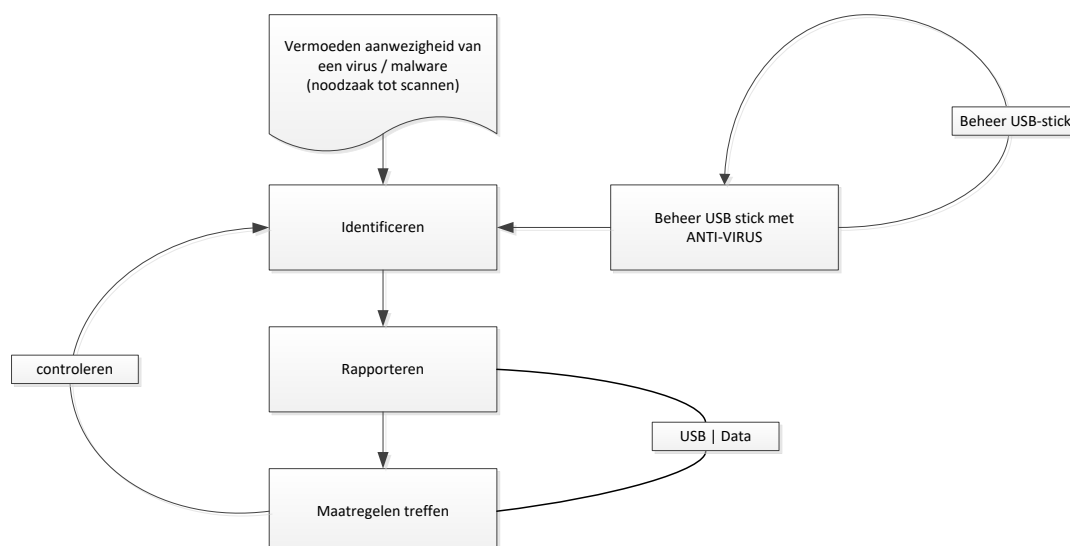 Vermoeden aanwezigheid van
een virus / malware
(noodzaak tot scannen)
Beheer USB-stick
Identificeren
Beheer USB stick met
ANTI-VIRUS
Rapporteren
controleren
USB | Data
Maatregelen treffen